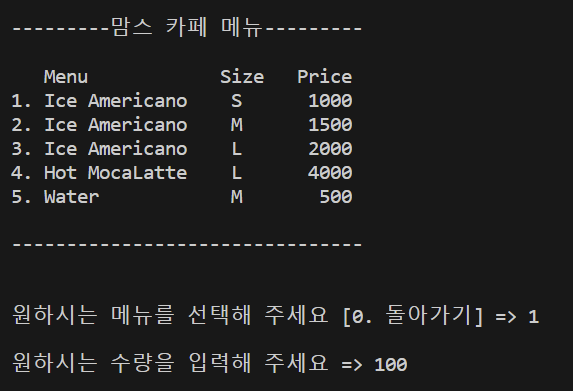 ---------맘스 카페 메뉴---------
Menu Size Price
1. Ice Americano S 1000
2. Ice Americano M 1500
3. Ice Americano L 2000
4. Hot MocaLatte L 4000
5. Water M 500
--------------------------------
원하시는 메뉴를 선택해 주세요 [0. 돌아가기] => 1
원하시는 수량을 입력해 주세요 => 100